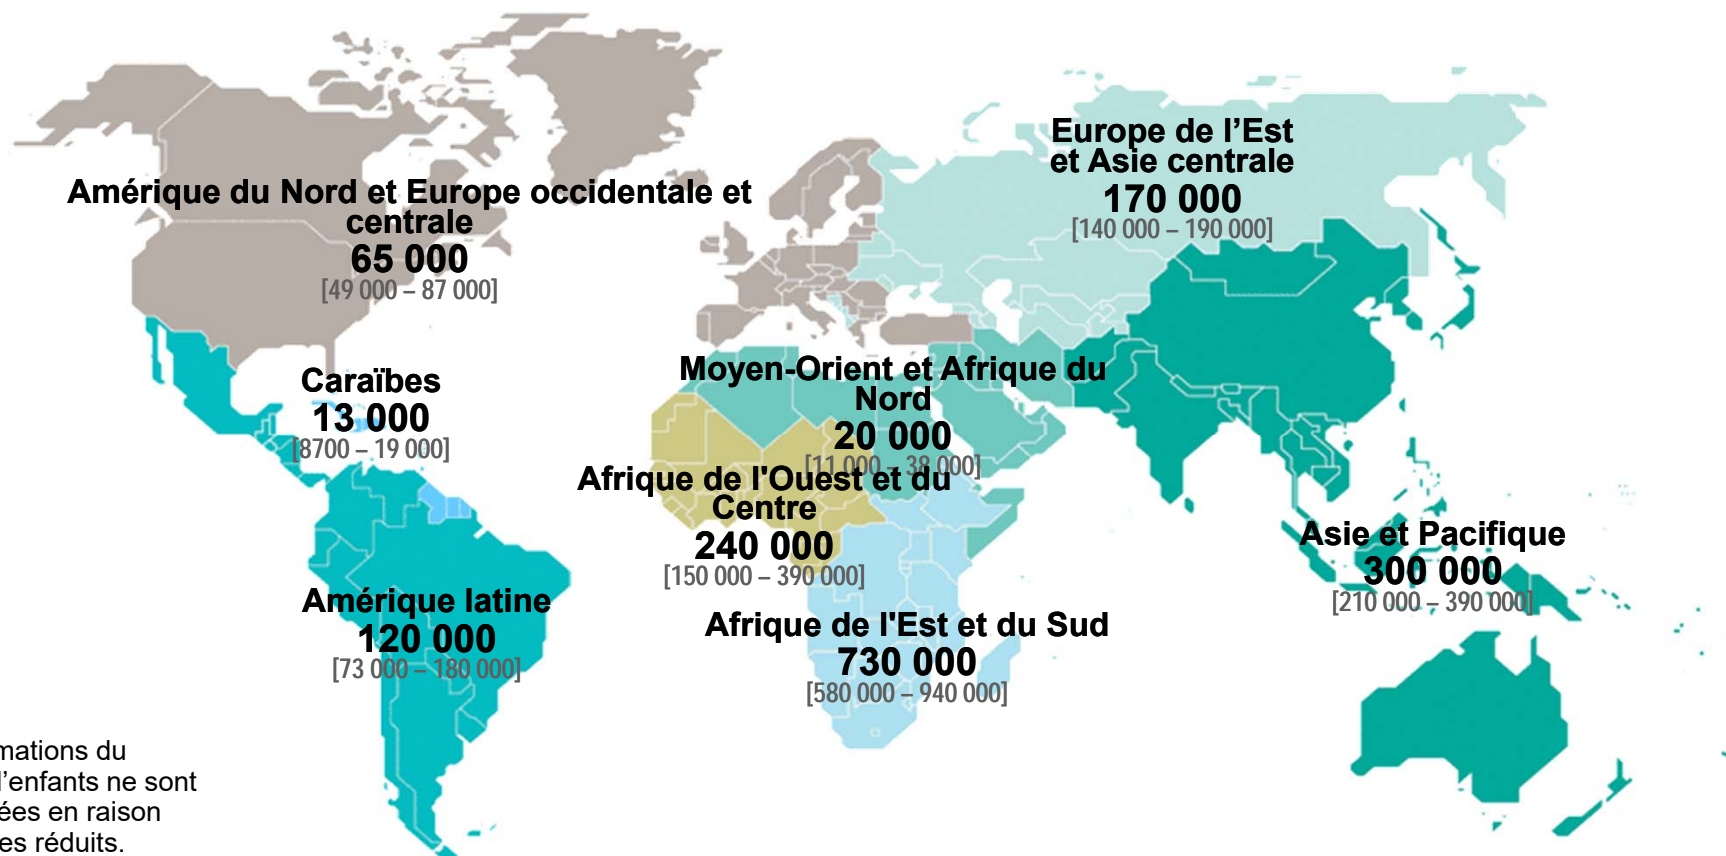 Europe de l’Est
et Asie centrale
170 000
[140 000 – 190 000]
Amérique du Nord et Europe occidentale et
centrale
65 000
[49 000 – 87 000]
Caraïbes
13 000
[8700 – 19 000]
Moyen-Orient et Afrique du
Nord
20 000
[11 000 – 38 000]
Afrique de l'Ouest et du
Centre
240 000
[150 000 – 390 000]
Asie et Pacifique
300 000
[210 000 – 390 000]
Amérique latine
120 000
[73 000 – 180 000]
Afrique de l'Est et du Sud
730 000
[580 000 – 940 000]
mations du
d’enfants ne sont
ées en raison
es réduits.